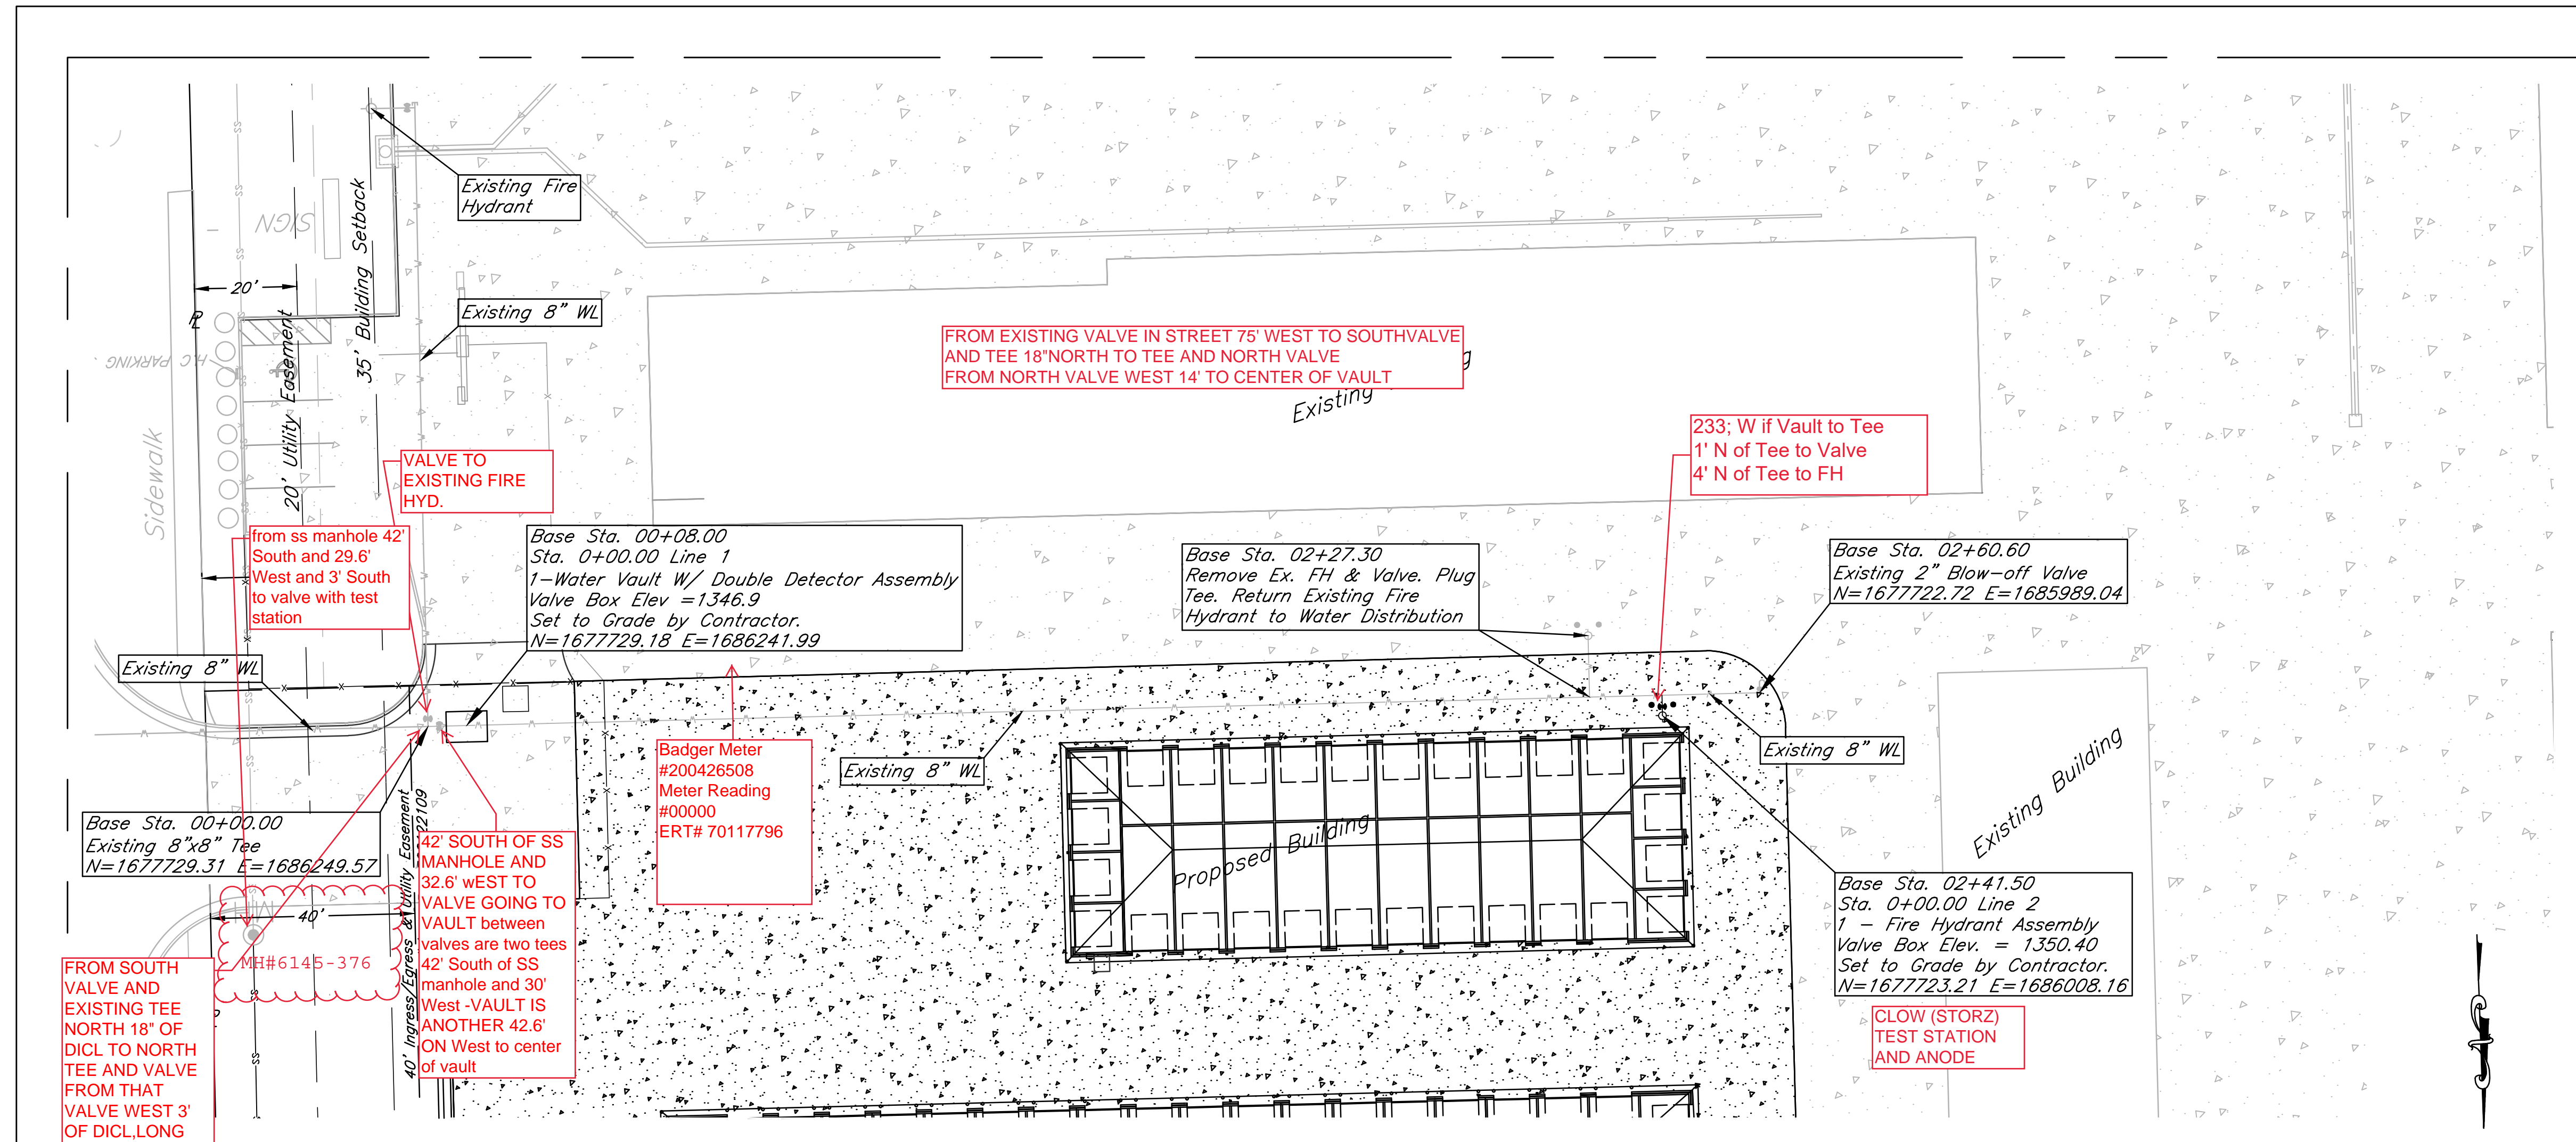 Existing Fire
Hydrant
SIGN
35' Building Setback
20'
Existing 8" WL
H.C PARKING
20' Utility Easement
Sidewalk
FROM EXISTING VALVE IN STREET 75' WEST TO SOUTHVALVE
AND TEE 18"NORTH TO TEE AND NORTH VALVE
FROM NORTH VALVE WEST 14' TO CENTER OF VAULT
Existing
233; W if Vault to Tee
1' N of Tee to Valve
4' N of Tee to FH
VALVE TO
EXISTING FIRE
HYD.
from ss manhole 42'
South and 29.6'
West and 3' South
to valve with test
station
Base Sta. 00+08.00
Sta. 0+00.00 Line 1
1-Water Vault W/ Double Detector Assembly
Valve Box Elev =1346.9
Set to Grade by Contractor.
N=1677729.18 E=1686241.99
Base Sta. 02+27.30
Remove Ex. FH & Valve. Plug
Tee. Return Existing Fire
Hydrant to Water Distribution
Base Sta. 02+60.60
Existing 2" Blow-off Valve
N=1677722.72 E=1685989.04
Existing 8" WL
Badger Meter
#200426508
Meter Reading
#00000
ERT# 70117796
Existing 8" WL
Existing 8" WL
Existing Building
Proposed Building
Base Sta. 00+00.00
Existing 8"x8" Tee
N=1677729.31 E=1686249.57
40' Ingress/Egress & Utility Easement
22109
42' SOUTH OF SS
MANHOLE AND
32.6' wEST TO
VALVE GOING TO
VAULT between
valves are two tees
42' South of SS
manhole and 30'
West -VAULT IS
ANOTHER 42.6'
ON West to center
of vault
40'
MH#6145-376
FROM SOUTH
VALVE AND
EXISTING TEE
NORTH 18" OF
DICL TO NORTH
TEE AND VALVE
FROM THAT
VALVE WEST 3'
OF DICL,LONG
Base Sta. 02+41.50
Sta. 0+00.00 Line 2
1 - Fire Hydrant Assembly
Valve Box Elev. = 1350.40
Set to Grade by Contractor.
N=1677723.21 E=1686008.16
CLOW (STORZ)
TEST STATION
AND ANODE